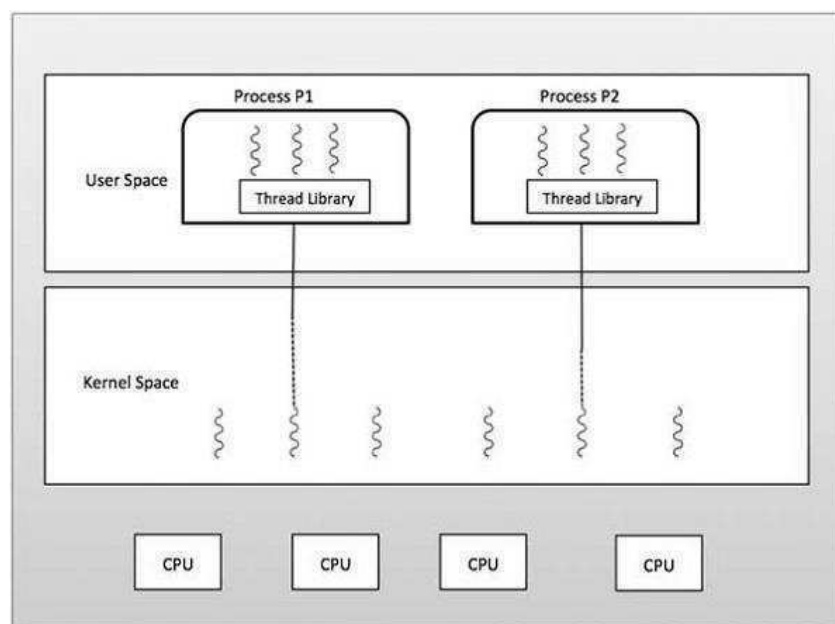 Process P1
Process P2
User Space
Thread Library
Thread Library
Kernel Space
CPU
CPU
CPU
CPU